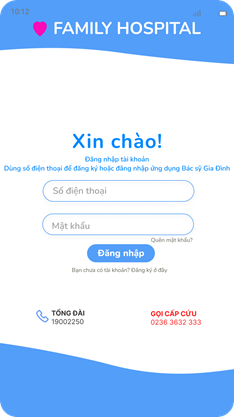 10:12
FAMILY HOSPITAL
Xin chào!
Đăng nhập tài khoản
Dùng số điện thoại để đăng ký hoặc đăng nhập ứng dụng Bác sỹ Gia Đình
Số điện thoại
Mật khẩu
Quên mật khẩu?
Đăng nhập
Bạn chưa có tài khoản? Đăng ký ở đây
TỔNG ĐÀI
19002250
GỌI CẤP CỨU
0236 3632 333